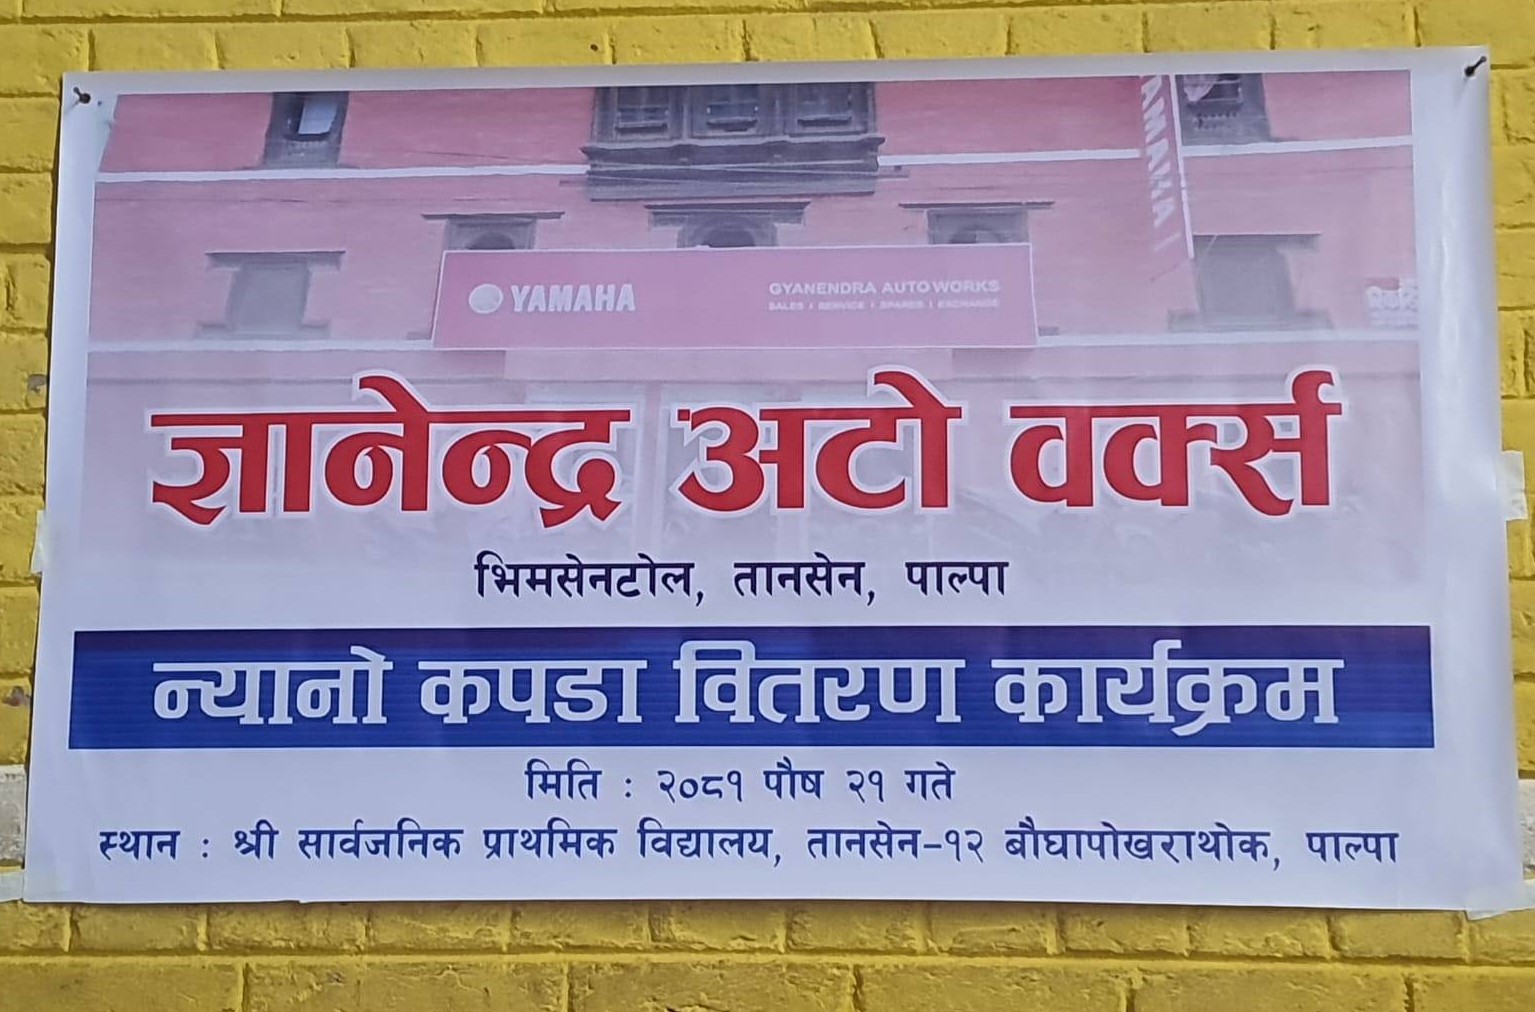 YAMAHA
YAMAHA
GYANENDRA AUTO WORKS
SALES I SERVICE I SPARES I EXCHANGE
ज्ञानेन्द्र अटो वर्क्स
भिमसेनटोल, तानसेन, पाल्पा
न्यानो कपडा वितरण कार्यक्रम
मिति : २०८१ पौष २१ गते
स्थान : श्री सार्वजनिक प्राथमिक विद्यालय, तानसेन-१२ बौघापोखराथोक, पाल्पा